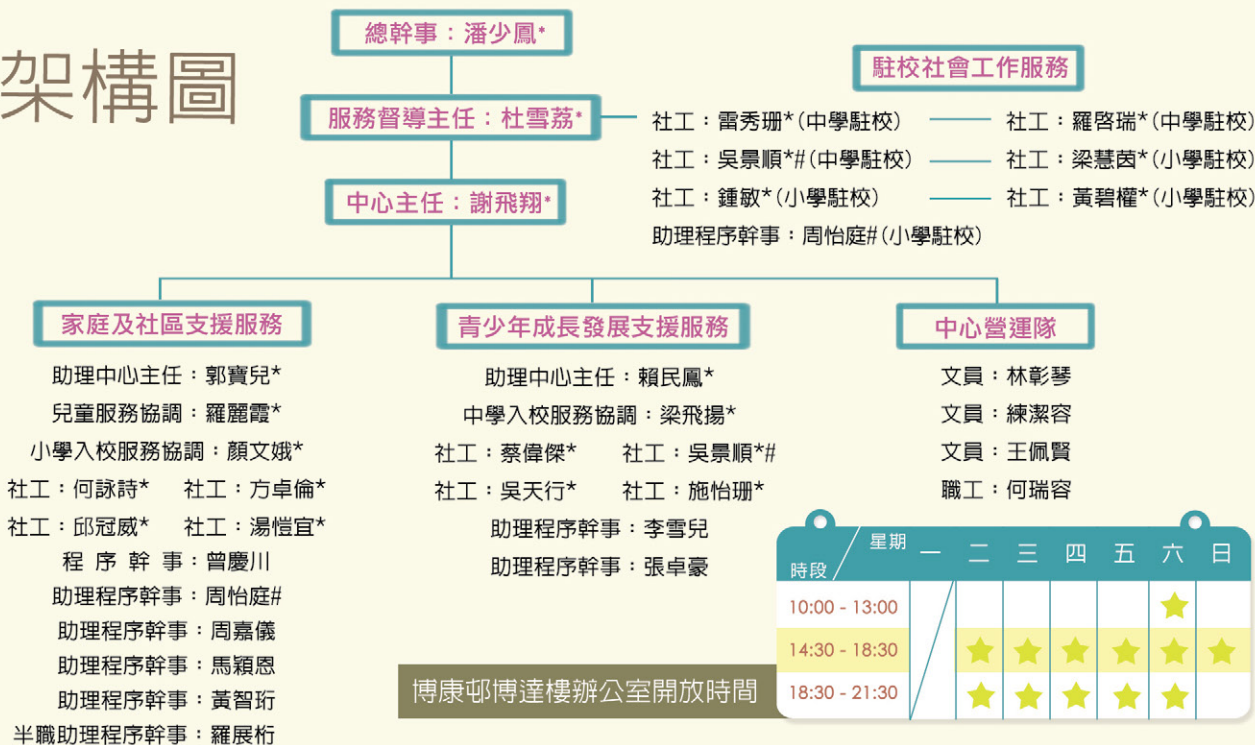 架構圖
總幹事：潘少鳳*
服務督導主任：杜雪荔*
中心主任：謝飛翔*
駐校社會工作服務
社工：雷秀珊*(中學駐校) 社工：羅啓瑞*(中學駐校)
社工：吳景順*#(中學駐校) 社工：梁慧茵*(小學駐校)
社工：鍾敏*(小學駐校) 社工：黃碧權*(小學駐校)
助理程序幹事：周怡庭#(小學駐校)
家庭及社區支援服務
助理中心主任：郭寶兒*
兒童服務協調：羅麗霞*
小學入校服務協調：顏文娥*
社工：何詠詩* 社工：方卓倫*
社工：邱冠威* 社工：湯愷宜*
程序幹事：曾慶川
助理程序幹事：周怡庭#
助理程序幹事：周嘉儀
助理程序幹事：馬穎恩
助理程序幹事：黃智珩
半職助理程序幹事：羅展桁
青少年成長發展支援服務
助理中心主任：賴民鳳*
中學入校服務協調：梁飛揚*
社工：蔡偉傑* 社工：吳景順*#
社工：吳天行* 社工：施怡珊*
助理程序幹事：李雪兒
助理程序幹事：張卓豪
中心營運隊
文員：林彰琴
文員：練潔容
文員：王佩賢
職工：何瑞容
博康邨博達樓辦公室開放時間
時段 星期 一 二 三 四 五 六 日
10:00 - 13:00
14:30 - 18:30
18:30 - 21:30